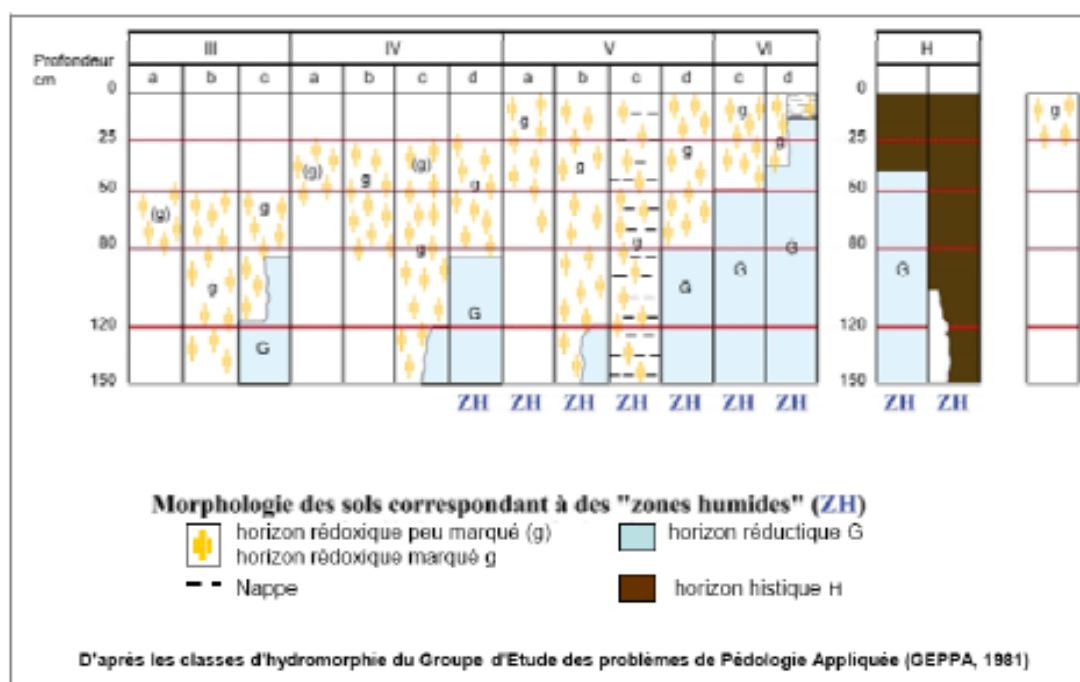 III IV V VI H
Profondeur
cm
a b c a b c d a b c d c d
0 0
g g g
25 25
(g) (g) g
g g g g
50 50
(g) g
g
80 80
g G G G
g G G
120 120
G
150 150
ZH ZH ZH ZH ZH ZH ZH ZH ZH
Morphologie des sols correspondant à des "zones humides" (ZH)
horizon rédoxique peu marqué (g) horizon réductique G
horizon rédoxique marqué g
Nappe horizon histique H
D'après les classes d'hydromorphie du Groupe d'Etude des problèmes de Pédologie Appliquée (GEPPA, 1981)